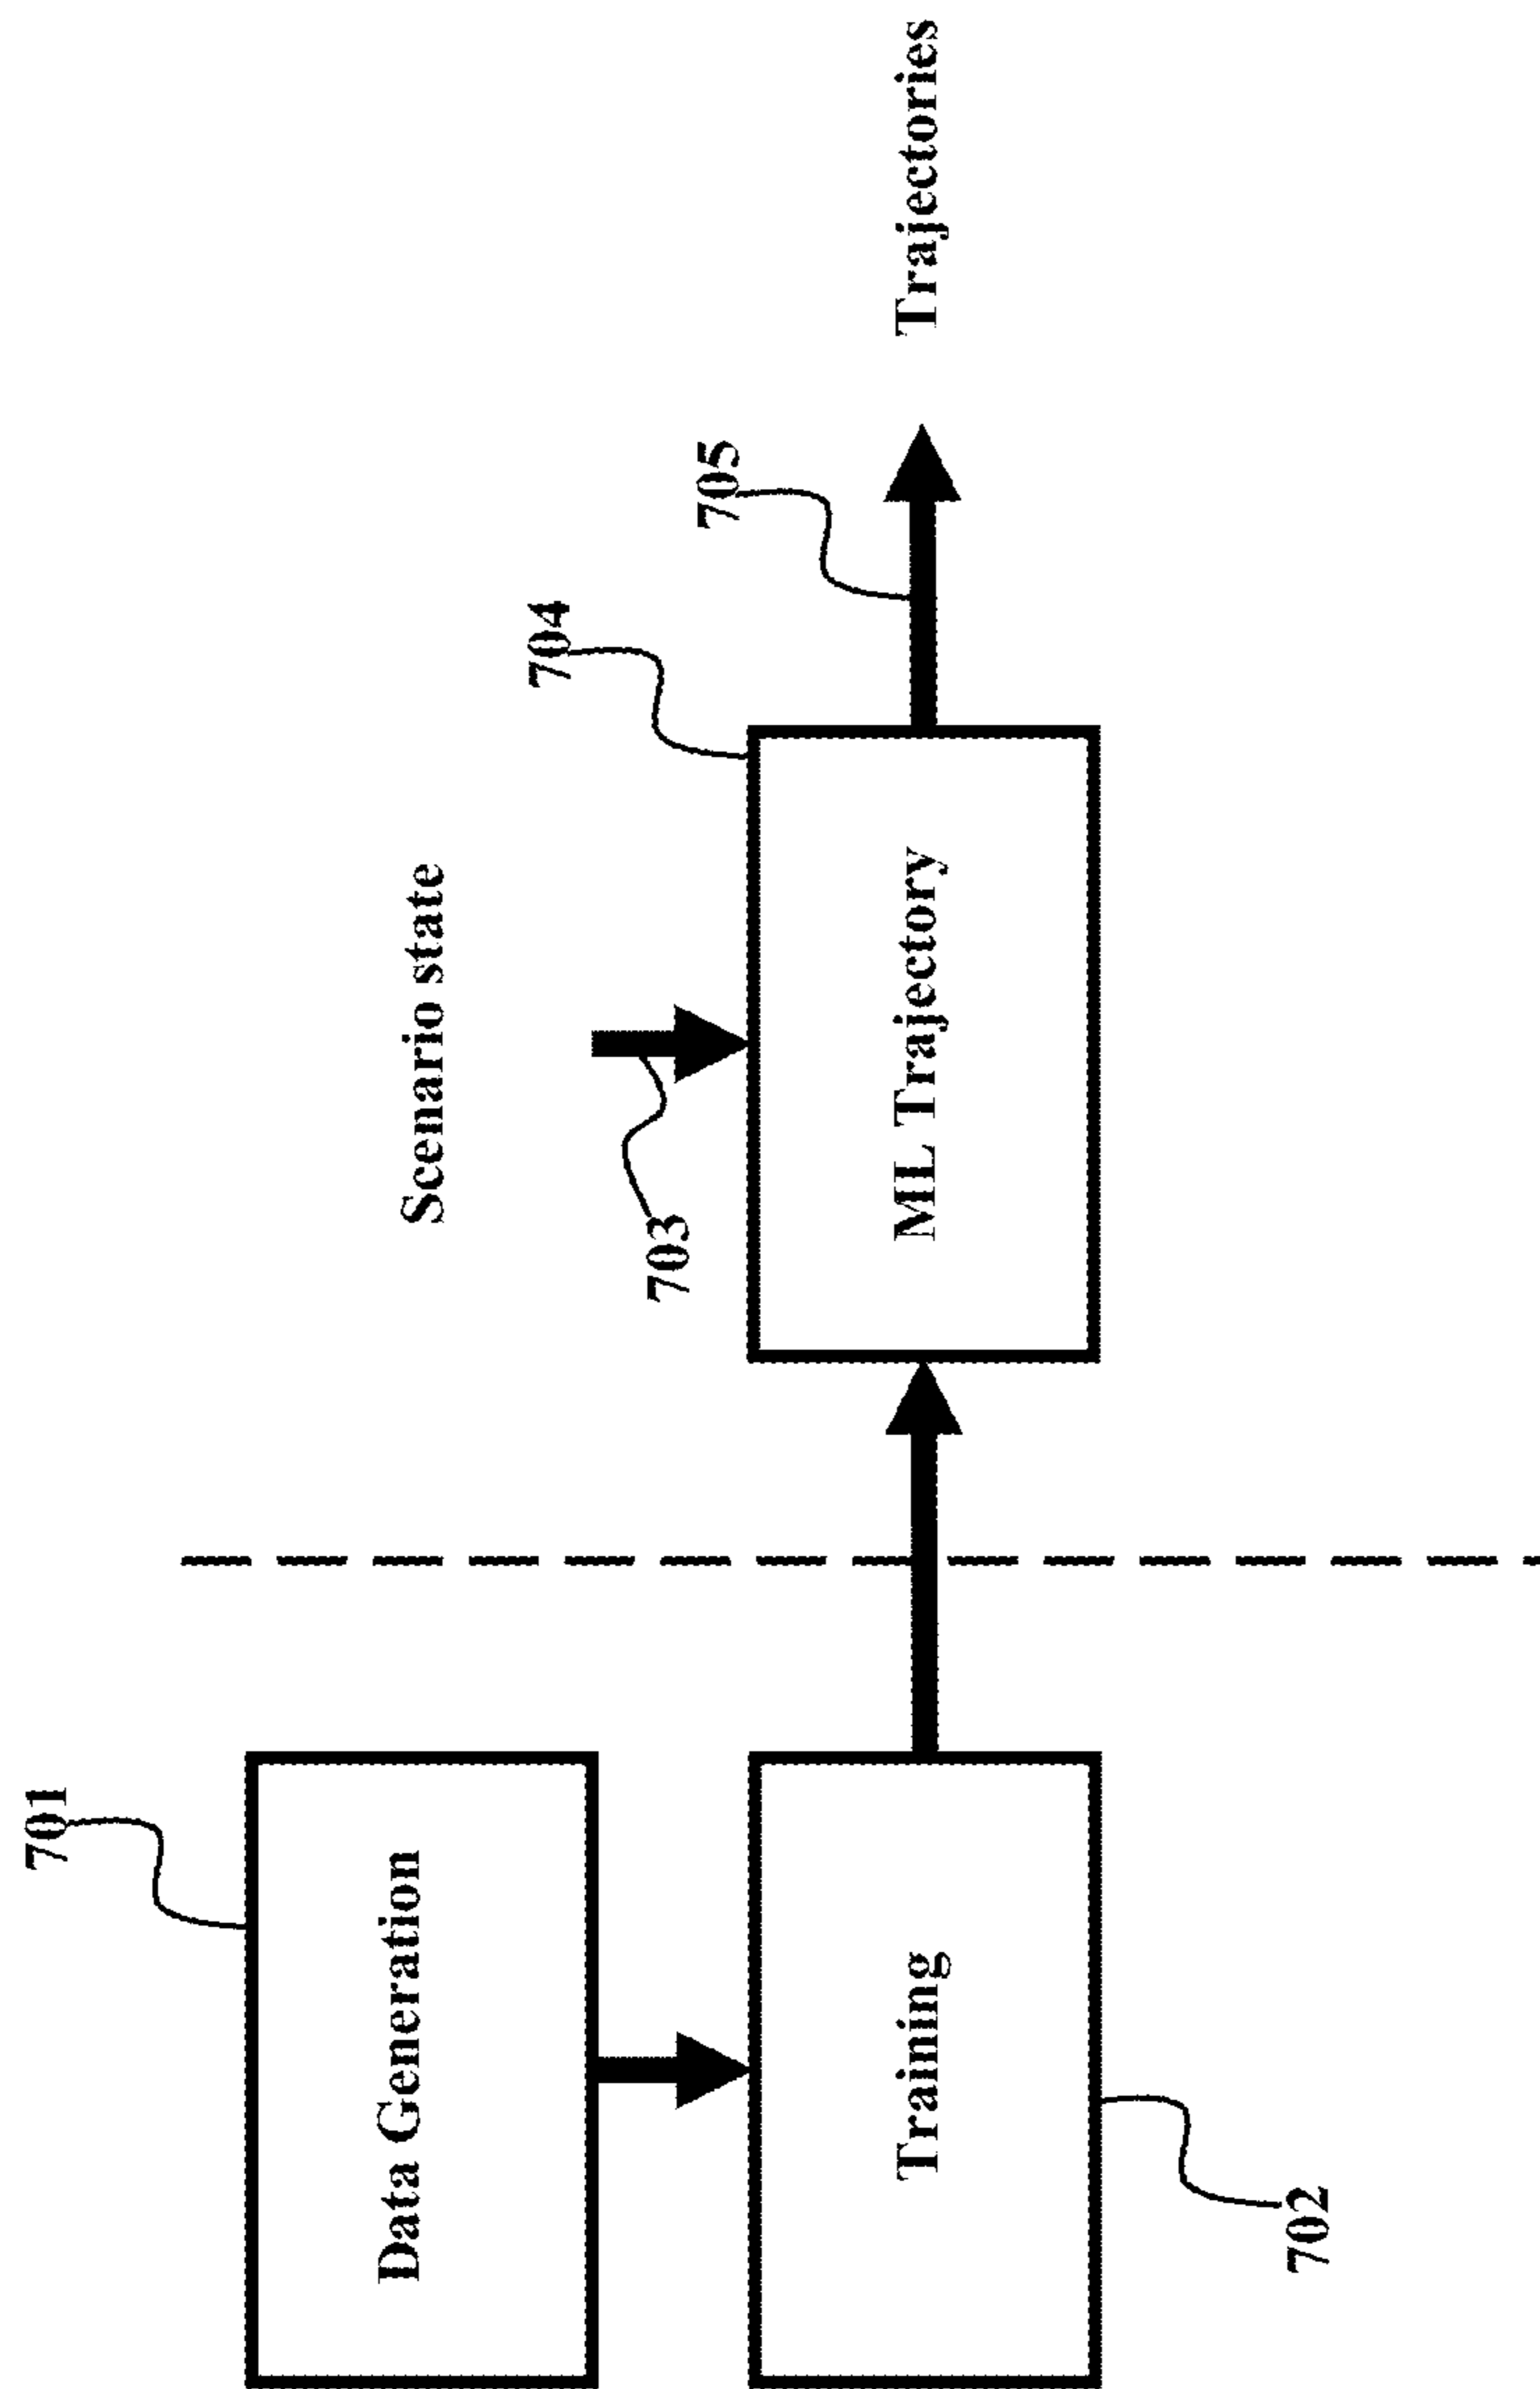 701
Data Generation
Training
702
Scenario state
703
704
ML Trajectory
705
Trajectories